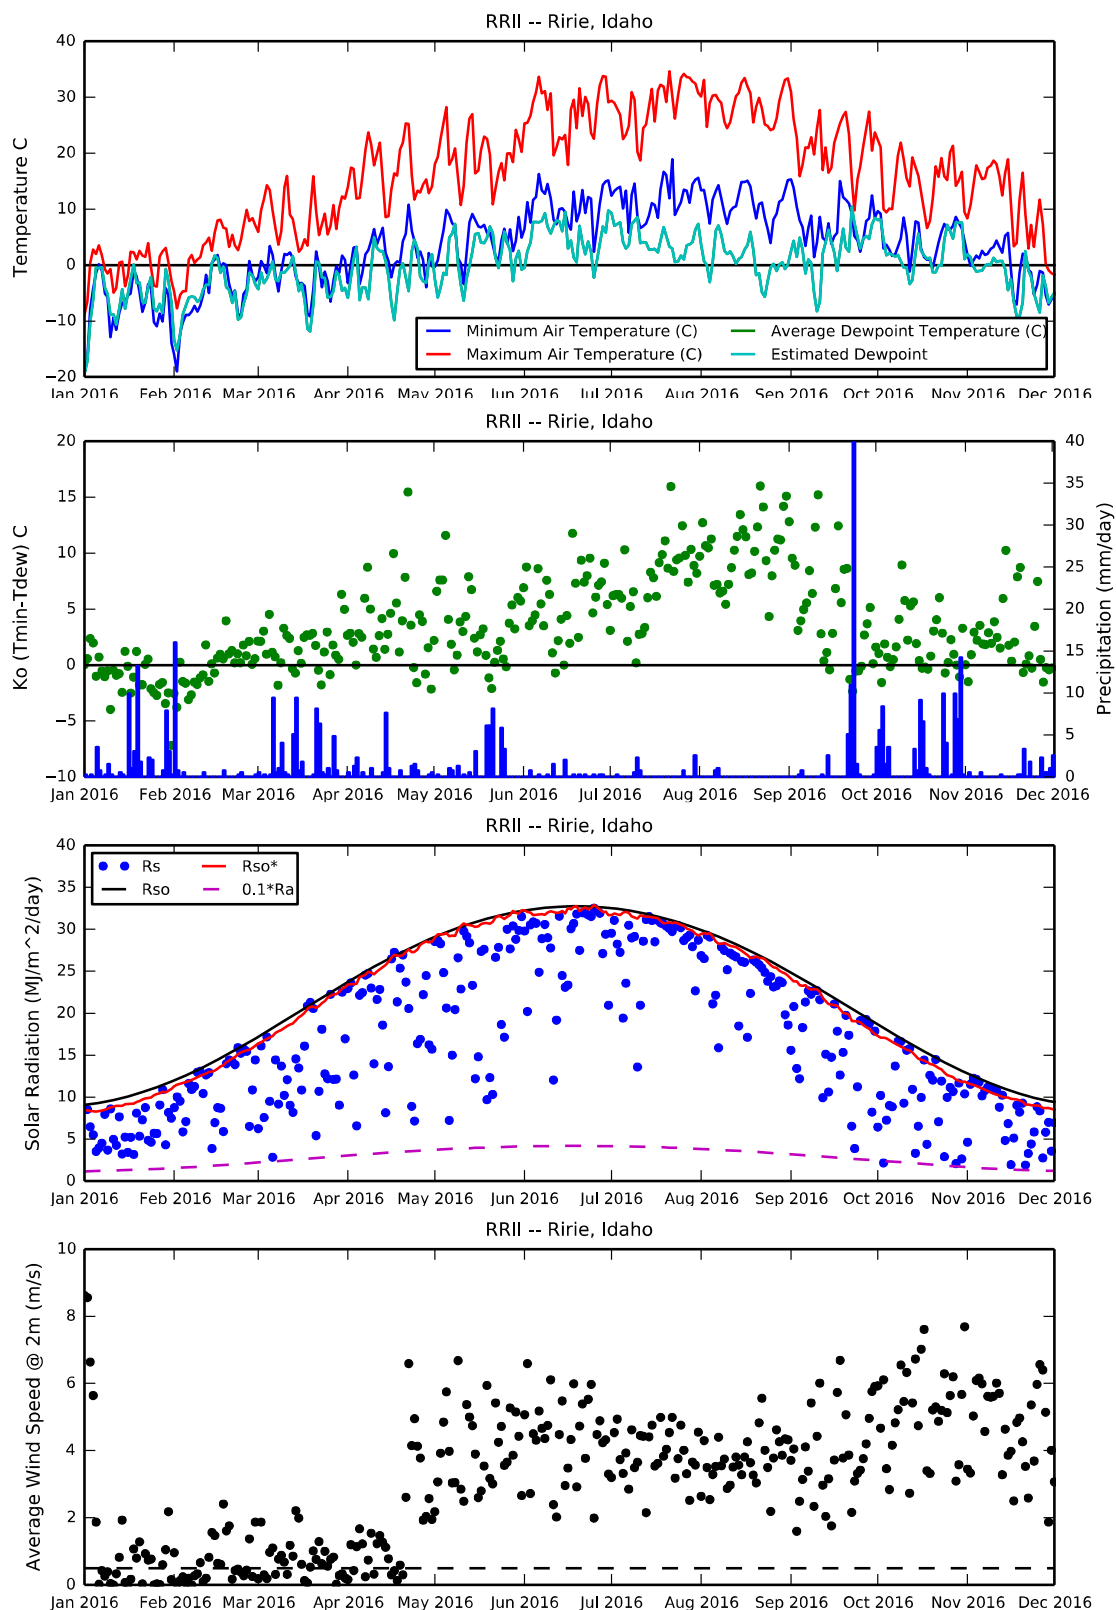 RRII -- Ririe, Idaho
40
30
20
10
0
−10
−20
Temperature C
Minimum Air Temperature (C)
Maximum Air Temperature (C)
Average Dewpoint Temperature (C)
Estimated Dewpoint
Jan 2016 Feb 2016 Mar 2016 Apr 2016 May 2016 Jun 2016 Jul 2016 Aug 2016 Sep 2016 Oct 2016 Nov 2016 Dec 2016
RRII -- Ririe, Idaho
20
15
10
5
0
−5
−10
Ko (Tmin-Tdew) C
40
35
30
25
20
15
10
5
0
Precipitation (mm/day)
Jan 2016 Feb 2016 Mar 2016 Apr 2016 May 2016 Jun 2016 Jul 2016 Aug 2016 Sep 2016 Oct 2016 Nov 2016 Dec 2016
RRII -- Ririe, Idaho
40
35
30
25
20
15
10
5
0
Solar Radiation (MJ/m^2/day)
Rs
Rso
Rso*
0.1*Ra
Jan 2016 Feb 2016 Mar 2016 Apr 2016 May 2016 Jun 2016 Jul 2016 Aug 2016 Sep 2016 Oct 2016 Nov 2016 Dec 2016
RRII -- Ririe, Idaho
10
8
6
4
2
0
Average Wind Speed @ 2m (m/s)
Jan 2016 Feb 2016 Mar 2016 Apr 2016 May 2016 Jun 2016 Jul 2016 Aug 2016 Sep 2016 Oct 2016 Nov 2016 Dec 2016